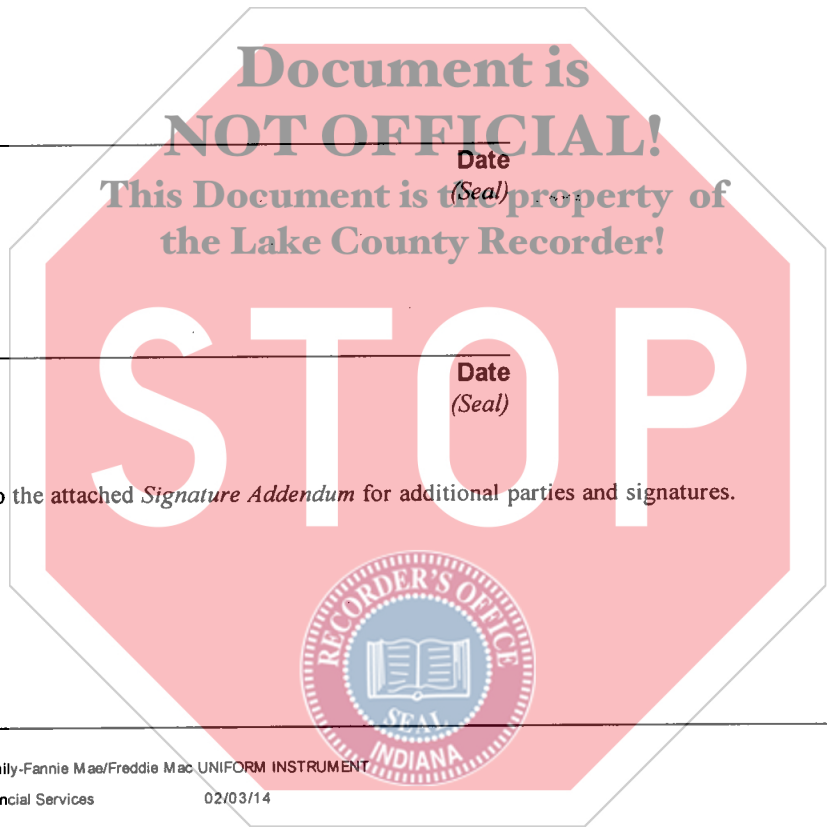 Document is
NOT OFFICIAL!
Date
This Document is the property of
(Seal)
the Lake County Recorder!
STOP
Date
(Seal)
the attached Signature Addendum for additional parties and signatures.
RECORDER'S OFFICE
SEAL
INDIANA
-Fannie Mae/Freddie Mac UNIFORM INSTRUMENT
Services 02/03/14